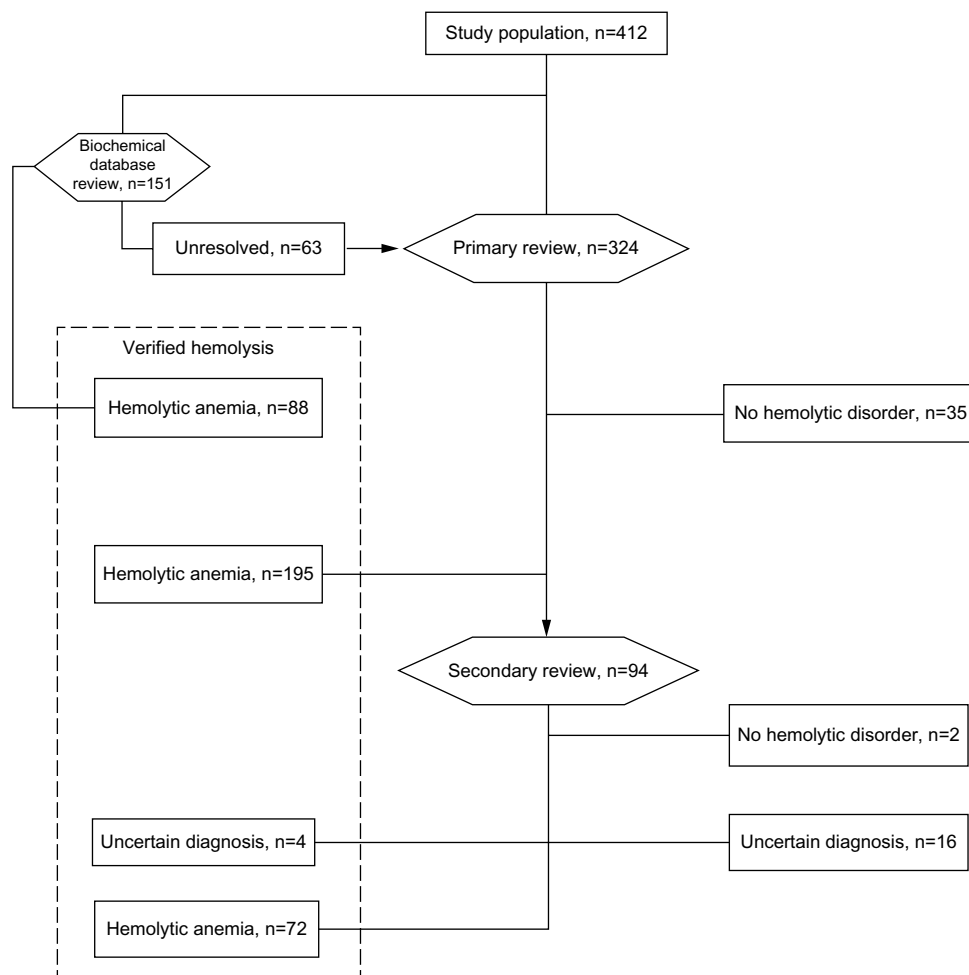 Study population, n=412
Biochemical
database
review, n=151
Unresolved, n=63
Primary review, n=324
Verified hemolysis
Hemolytic anemia, n=88
No hemolytic disorder, n=35
Hemolytic anemia, n=195
Secondary review, n=94
No hemolytic disorder, n=2
Uncertain diagnosis, n=4
Uncertain diagnosis, n=16
Hemolytic anemia, n=72